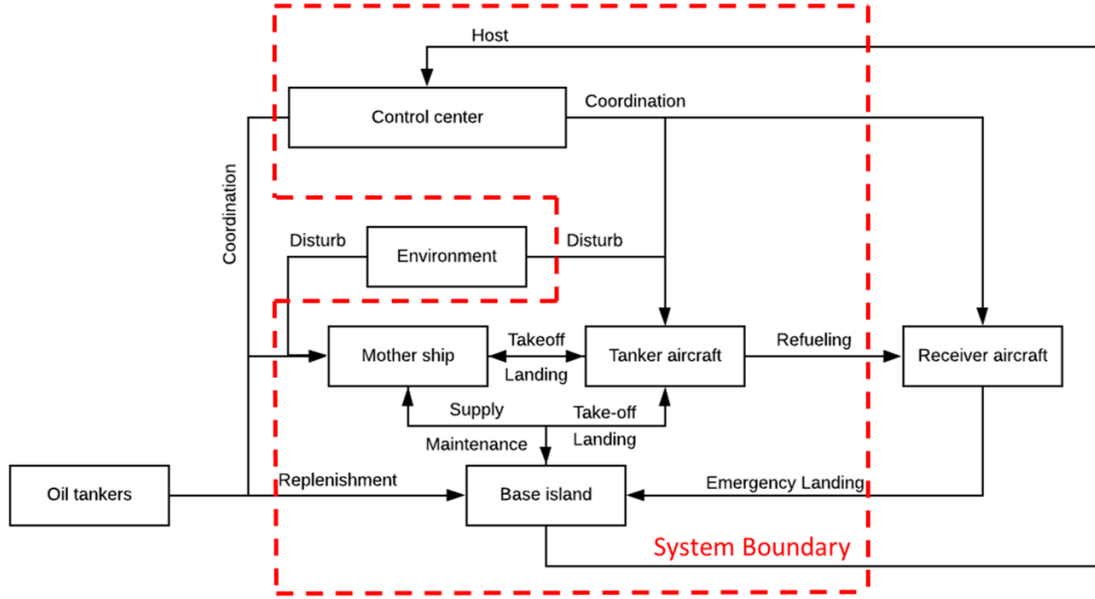 Host
Control center
Coordination
Coordination
Disturb
Environment
Disturb
Mother ship
Takeoff
Landing
Tanker aircraft
Refueling
Receiver aircraft
Supply
Maintenance
Take-off
Landing
Oil tankers
Replenishment
Base island
Emergency Landing
System Boundary